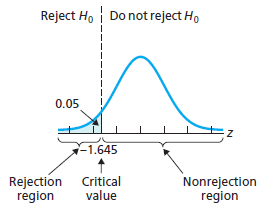 Reject H₀ Do not reject H₀
0.05
z
−1.645
Rejection region
Critical value
Nonrejection region